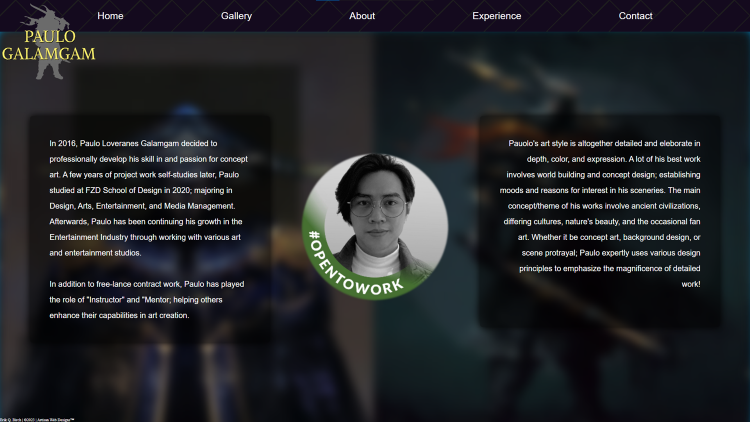 Home
Gallery
About
Experience
Contact
PAULO
GALAMGAM
In 2016, Paulo Loveranes Galamgam decided to
professionally develop his skill in and passion for concept
art. A few years of project work self-studies later, Paulo
studied at FZD School of Design in 2020; majoring in
Design, Arts, Entertainment, and Media Management.
Afterwards, Paulo has been continuing his growth in the
Entertainment Industry through working with various art
and entertainment studios.
In addition to free-lance contract work, Paulo has played
the role of "Instructor" and "Mentor; helping others
enhance their capabilities in art creation.
#OPENTOWORK
Pauolo's art style is altogether detailed and eleborate in
depth, color, and expression. A lot of his best work
involves world building and concept design; establishing
moods and reasons for interest in his sceneries. The main
concept/theme of his works involve ancient civilizations,
differing cultures, nature's beauty, and the occasional fan
art. Whether it be concept art, background design, or
scene protrayal; Paulo expertly uses various design
principles to emphasize the magnificence of detailed
work!